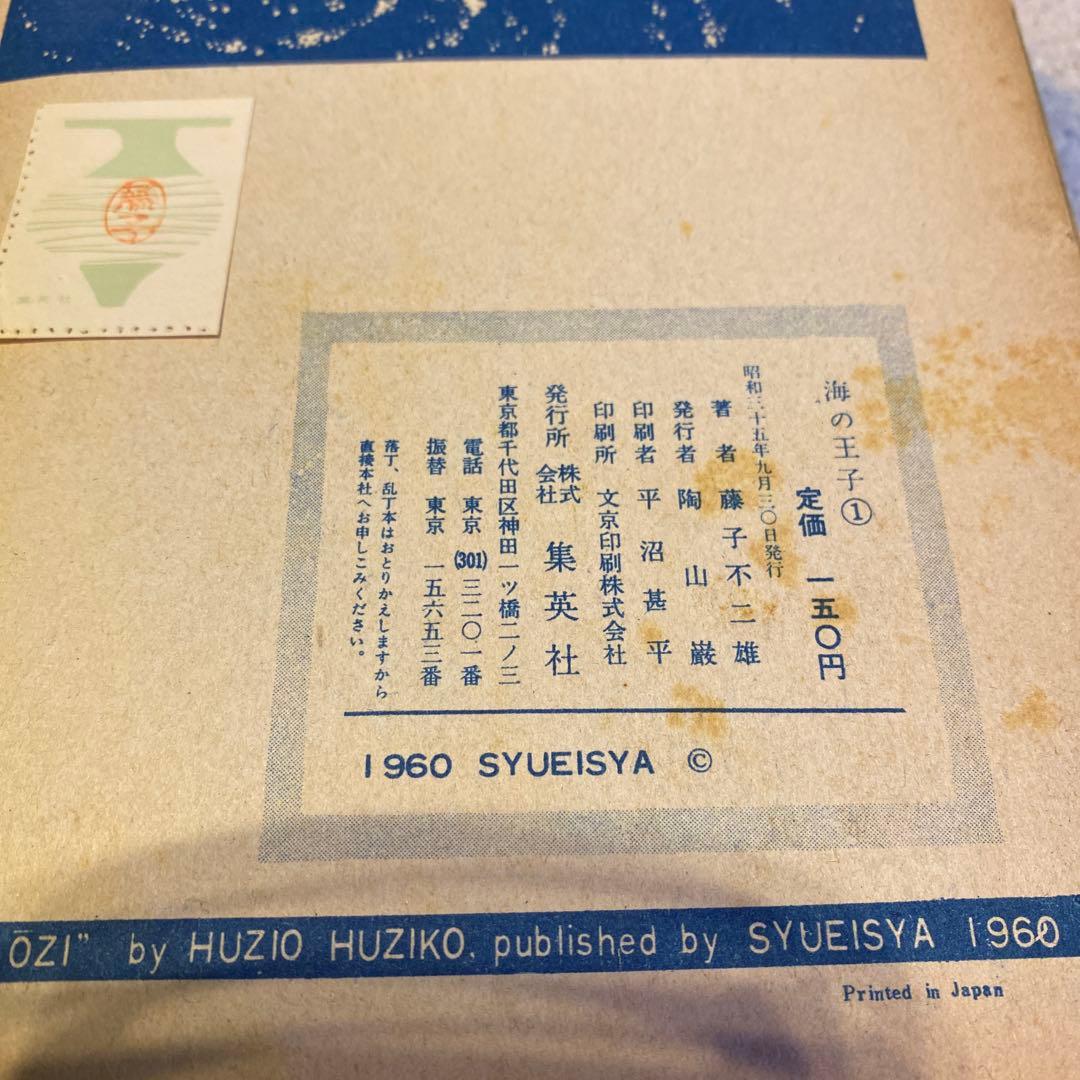 海の王子①
定価 一五〇円
昭和三十五年九月三〇日発行
著者 藤子不二雄
発行者 陶山巌
印刷者 平沼甚平
印刷所 文京印刷株式会社
発行所 株式会社 集英社
東京都千代田区神田一ツ橋二ノ三
電話 東京 (301) 三二〇一番
振替 東京 一五六五三番
落丁、乱丁本はおとりかえしますから
直接本社へお申しこみください。
1960 SYUEISYA ©
ŌZI” by HUZIO HUZIKO. published by SYUEISYA 1960
Printed in Japan
集英社